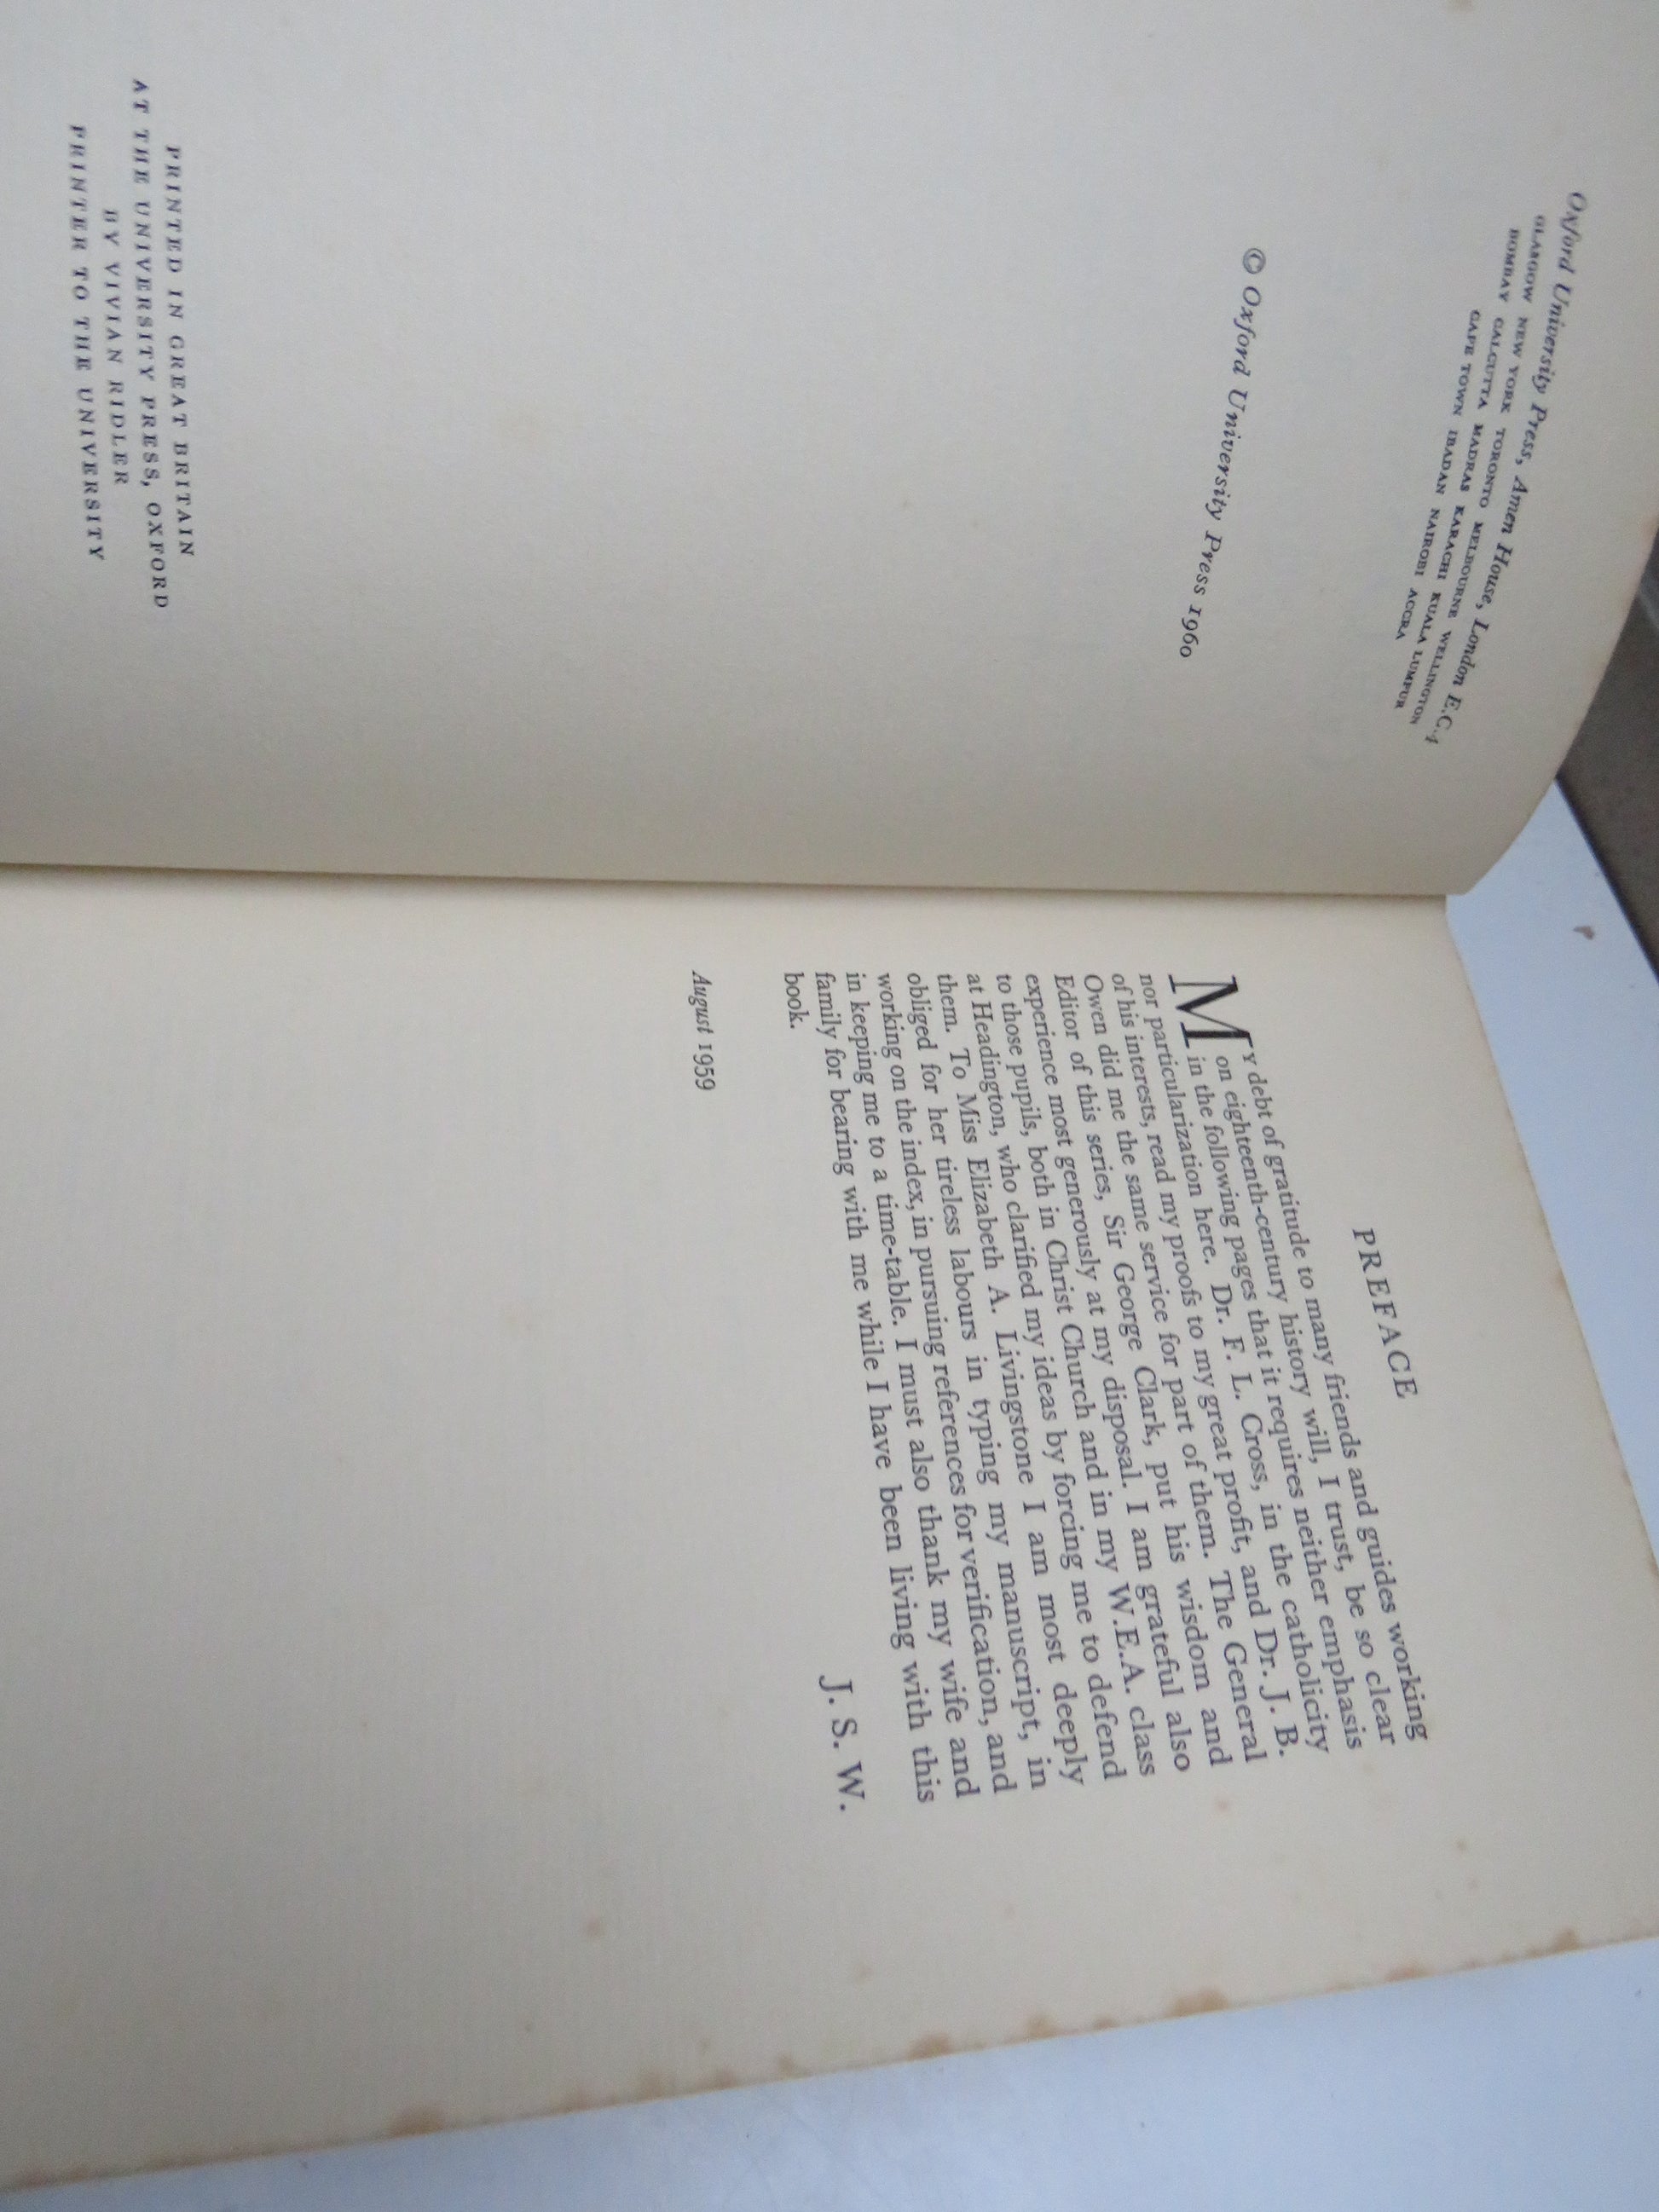 Oxford University Press, Amen House, London E.C.4
GLASGOW NEW YORK TORONTO MELBOURNE WELLINGTON
BOMBAY CALCUTTA MADRAS KARACHI KUALA LUMPUR
CAPE TOWN IBADAN NAIROBI ACCRA
© Oxford University Press 1960
PRINTED IN GREAT BRITAIN
AT THE UNIVERSITY PRESS, OXFORD
BY VIVIAN RIDLER
PRINTER TO THE UNIVERSITY
PREFACE
MY debt of gratitude to many friends and guides working
on eighteenth-century history will, I trust, be so clear
in the following pages that it requires neither emphasis
nor particularization here. Dr. F. L. Cross, in the catholicity
of his interests, read my proofs to my great profit, and Dr. J. B.
Owen did me the same service for part of them. The General
Editor of this series, Sir George Clark, put his wisdom and
experience most generously at my disposal. I am grateful also
to those pupils, both in Christ Church and in my W.E.A. class
at Headington, who clarified my ideas by forcing me to defend
them. To Miss Elizabeth A. Livingstone I am most deeply
obliged for her tireless labours in typing my manuscript, in
working on the index, in pursuing references for verification, and
in keeping me to a time-table. I must also thank my wife and
family for bearing with me while I have been living with this
book.
J. S. W.
August 1959